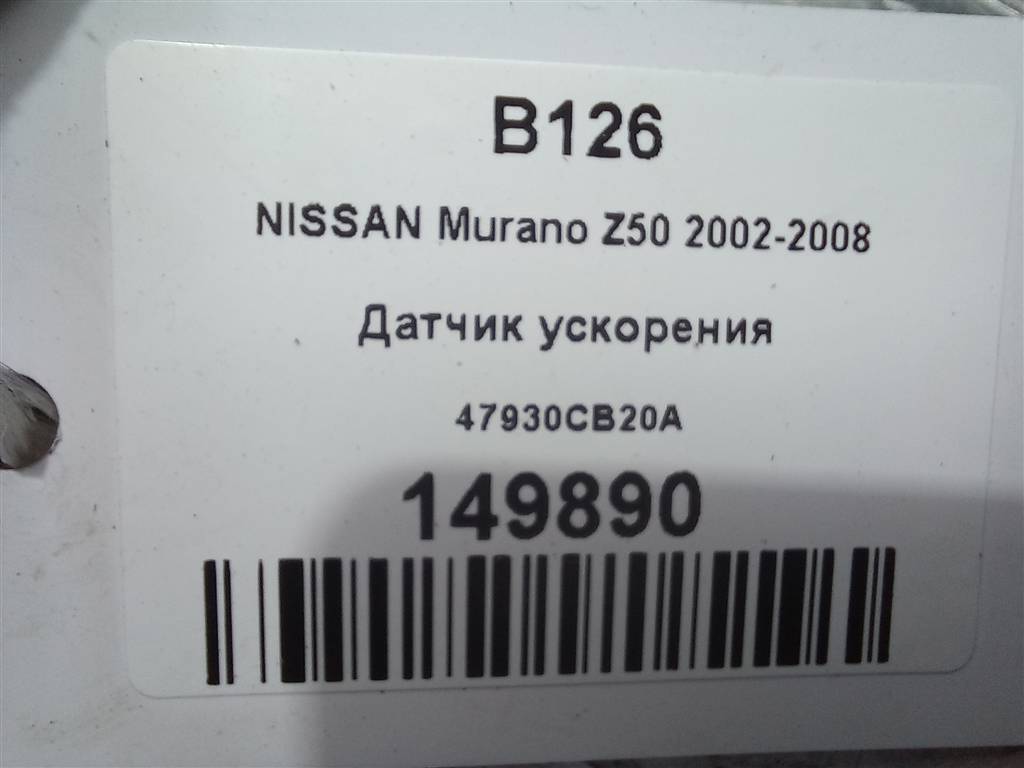 B126
NISSAN Murano Z50 2002-2008
Датчик ускорения
47930CB20A
149890